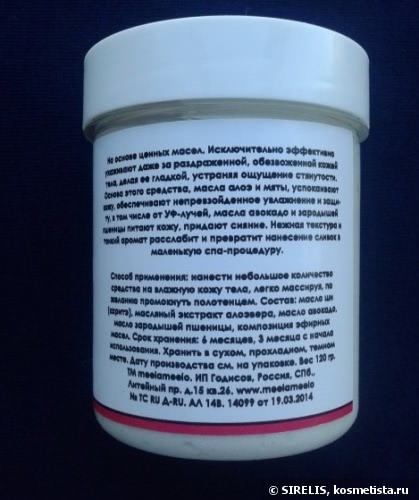 На основе ценных масел. Исключительно эффективно
ухаживают даже за раздраженной, обезвоженной кожей
тела, делая ее гладкой, устраняя ощущение стянутости.
Основа этого средства, масла алоэ и мяты, успокаивают
кожу, обеспечивают непревзойденное увлажнение и защи-
ту, в том числе от УФ-лучей, масла авокадо и зародышей
пшеницы питают кожу, придают сияние. Нежная текстура и
тонкий аромат расслабит и превратит нанесение сливок в
маленькую спа-процедуру.
Способ применения: нанести небольшое количество
средства на влажную кожу тела, легко массируя, по
желанию промокнуть полотенцем. Состав: масло ши
(карите), масляный экстракт алоэвера, масло авокадо,
масло зародышей пшеницы, композиция эфирных
масел. Срок хранения: 6 месяцев, 3 месяца с начала
использования. Хранить в сухом, прохладном, темном
месте. Дату производства см. на упаковке. Вес 120 гр.
ТМ meelameelo. ИП Годисов, Россия, СПб.,
Литейный пр. д.15 кв.26. www.meelameelo
№ ТС RU Д-RU. АЛ 14В. 14099 от 19.03.2014
© SIRELIS, kosmetista.ru